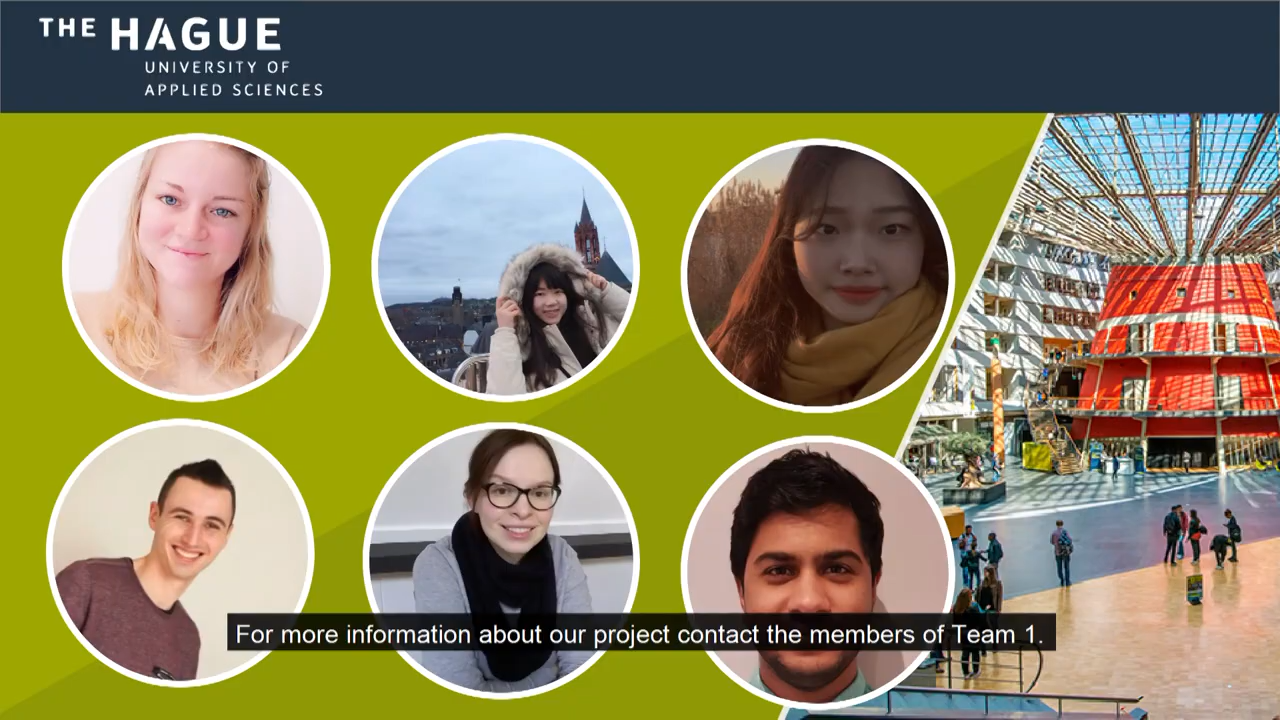 THE HAGUE
UNIVERSITY OF
APPLIED SCIENCES
For more information about our project contact the members of Team 1.